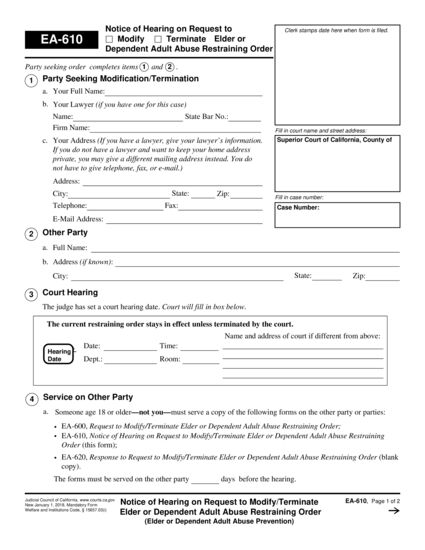 EA-610
Notice of Hearing on Request to
Modify Terminate Elder or
Dependent Adult Abuse Restraining Order
Clerk stamps date here when form is filed.
Party seeking order completes items 1 and 2 .
1 Party Seeking Modification/Termination
a. Your Full Name:
b. Your Lawyer (if you have one for this case)
Name: State Bar No.:
Firm Name:
c. Your Address (If you have a lawyer, give your lawyer's information.
If you do not have a lawyer and want to keep your home address
private, you may give a different mailing address instead. You do
not have to give telephone, fax, or e-mail.)
Address:
City: State: Zip:
Telephone: Fax:
E-Mail Address:
Fill in court name and street address:
Superior Court of California, County of
Fill in case number:
Case Number:
2 Other Party
a. Full Name:
b. Address (if known):
City: State: Zip:
3 Court Hearing
The judge has set a court hearing date. Court will fill in box below.
The current restraining order stays in effect unless terminated by the court.
Name and address of court if different from above:
Hearing
Date
Date: Time:
Dept.: Room:
4 Service on Other Party
a. Someone age 18 or older—not you—must serve a copy of the following forms on the other party or parties:
• EA-600, Request to Modify/Terminate Elder or Dependent Adult Abuse Restraining Order;
• EA-610, Notice of Hearing on Request to Modify/Terminate Elder or Dependent Adult Abuse Restraining
Order (this form);
• EA-620, Response to Request to Modify/Terminate Elder or Dependent Adult Abuse Restraining Order (blank
copy).
The forms must be served on the other party days before the hearing.
Judicial Council of California, www.courts.ca.gov
New January 1, 2018, Mandatory Form
Welfare and Institutions Code, § 15657.03(i)
Notice of Hearing on Request to Modify/Terminate
Elder or Dependent Adult Abuse Restraining Order
(Elder or Dependent Adult Abuse Prevention)
EA-610, Page 1 of 2